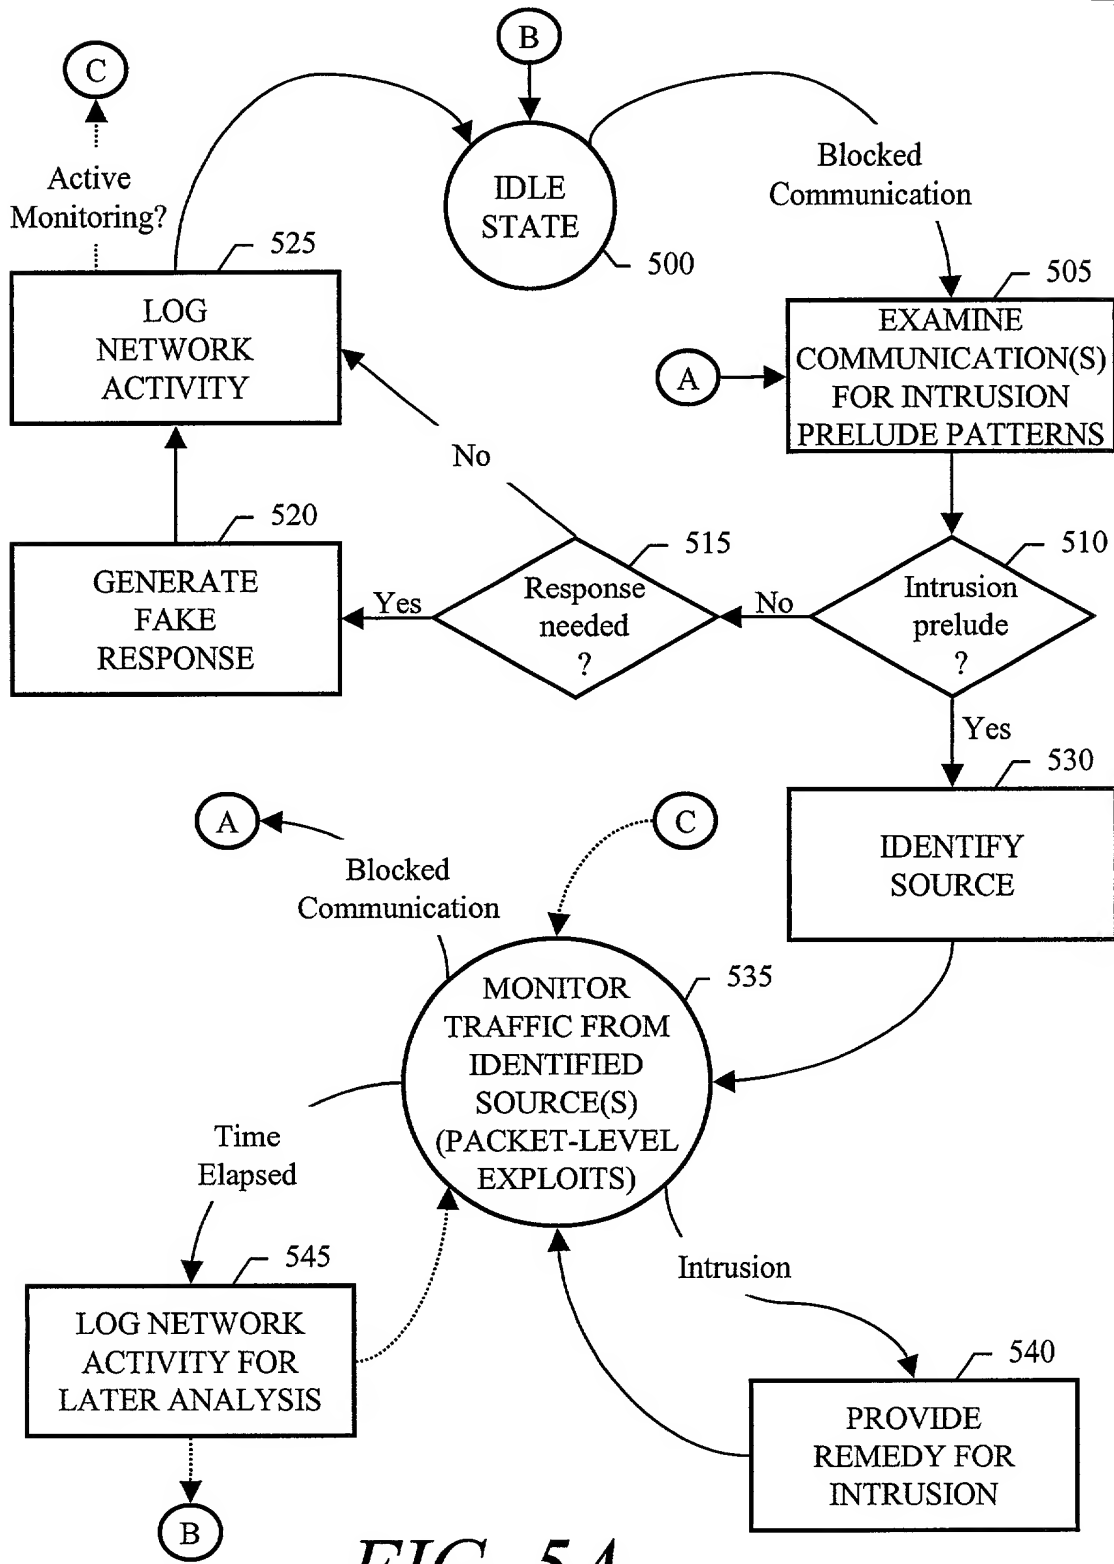 B
C
IDLE
STATE
500
Blocked
Communication
Active
Monitoring?
525
LOG
NETWORK
ACTIVITY
505
EXAMINE
COMMUNICATION(S)
FOR INTRUSION
PRELUDE PATTERNS
A
No
520
GENERATE
FAKE
RESPONSE
Yes
515
Response
needed
?
No
510
Intrusion
prelude
?
Yes
530
IDENTIFY
SOURCE
A
Blocked
Communication
C
535
MONITOR
TRAFFIC FROM
IDENTIFIED
SOURCE(S)
(PACKET-LEVEL
EXPLOITS)
Time
Elapsed
545
LOG NETWORK
ACTIVITY FOR
LATER ANALYSIS
B
Intrusion
540
PROVIDE
REMEDY FOR
INTRUSION
FIG. 5A